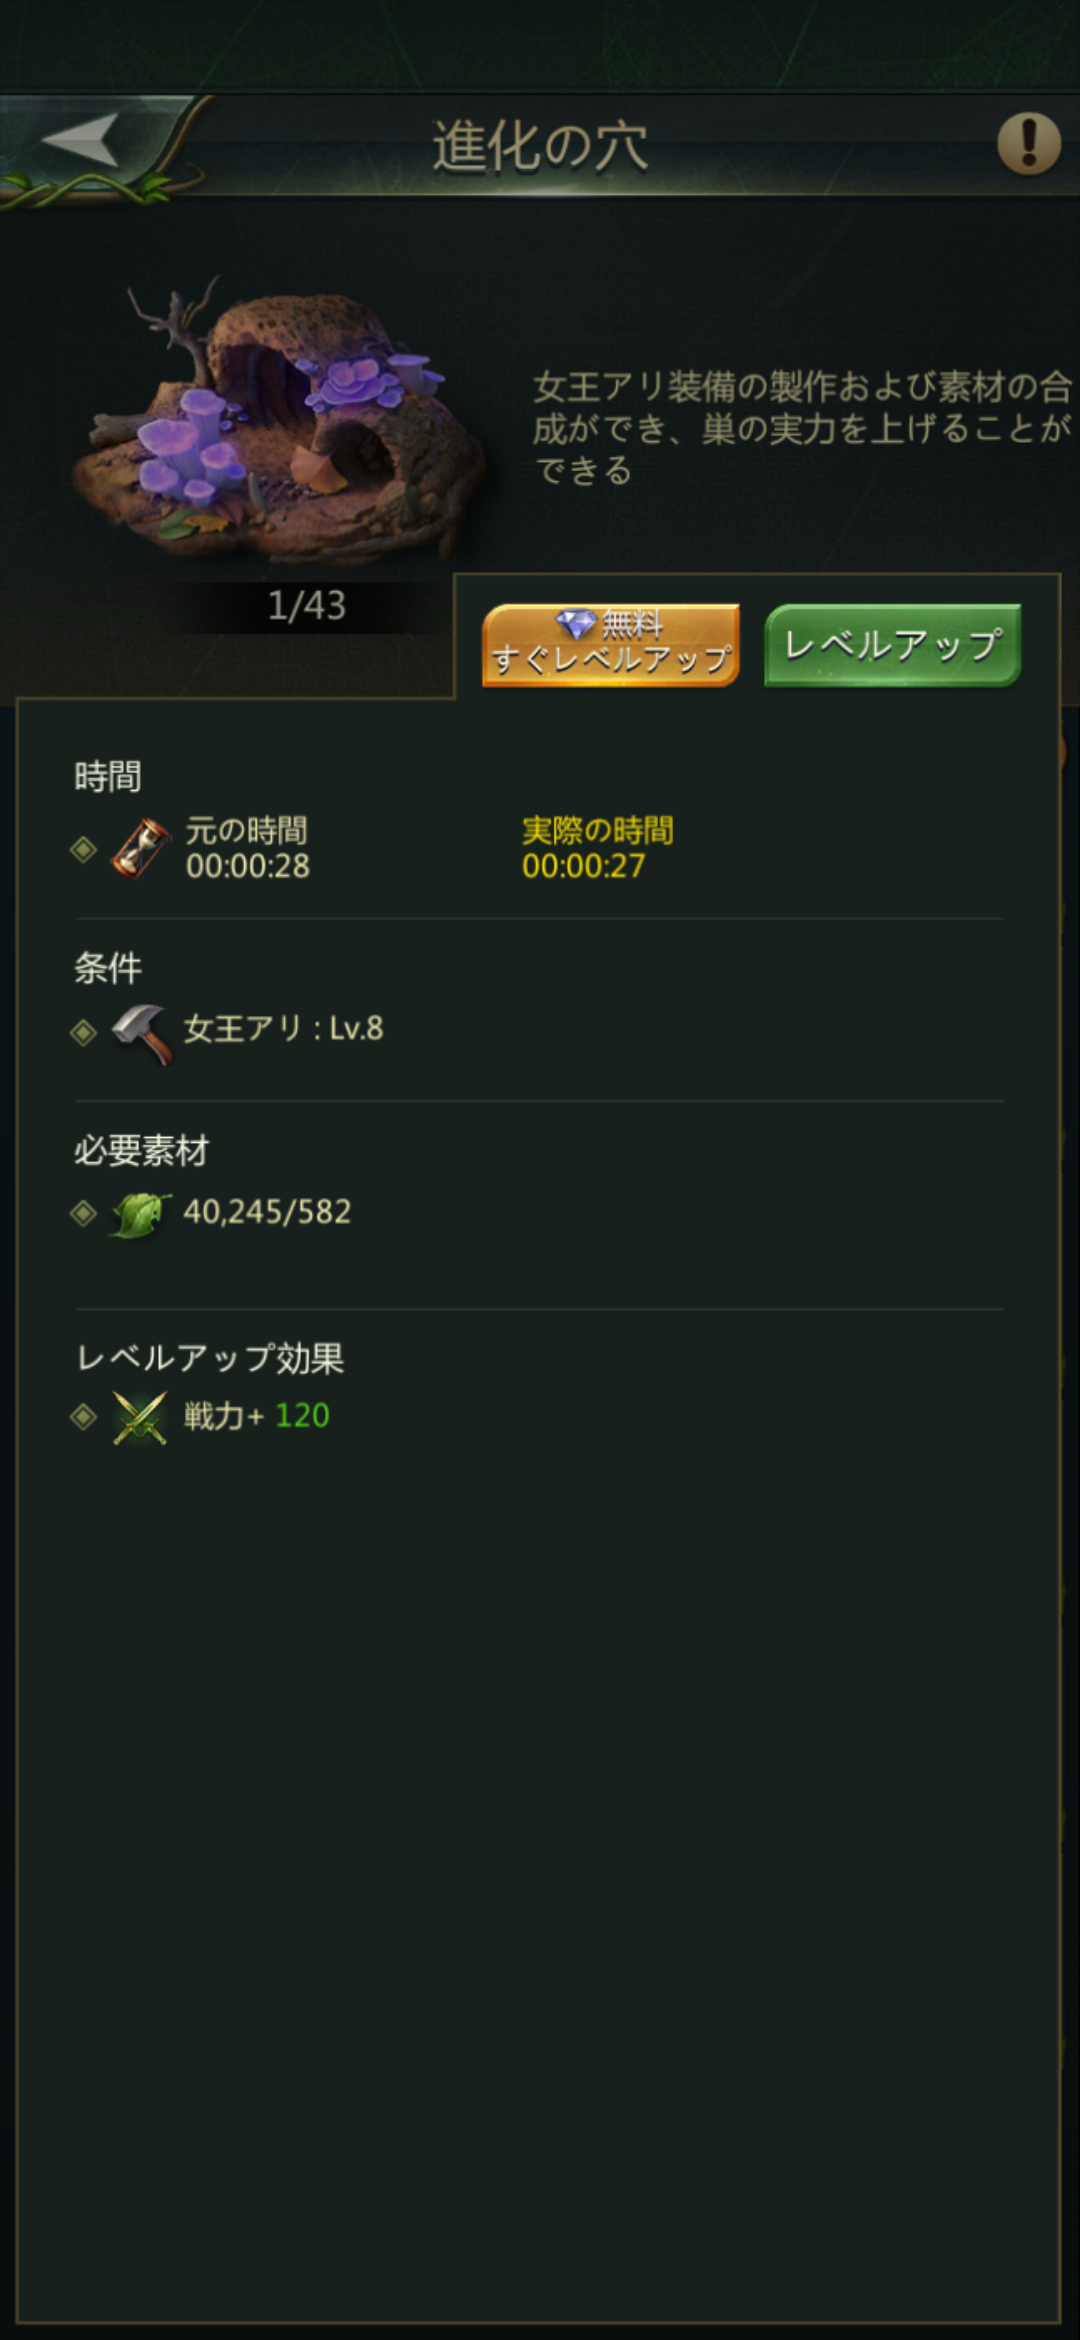 進化の穴
女王アリ装備の製作および素材の合
成ができ、巣の実力を上げることが
できる
1/43
無料
すぐレベルアップ
レベルアップ
時間
元の時間
00:00:28
実際の時間
00:00:27
条件
女王アリ : Lv.8
必要素材
40,245/582
レベルアップ効果
戦力+ 120